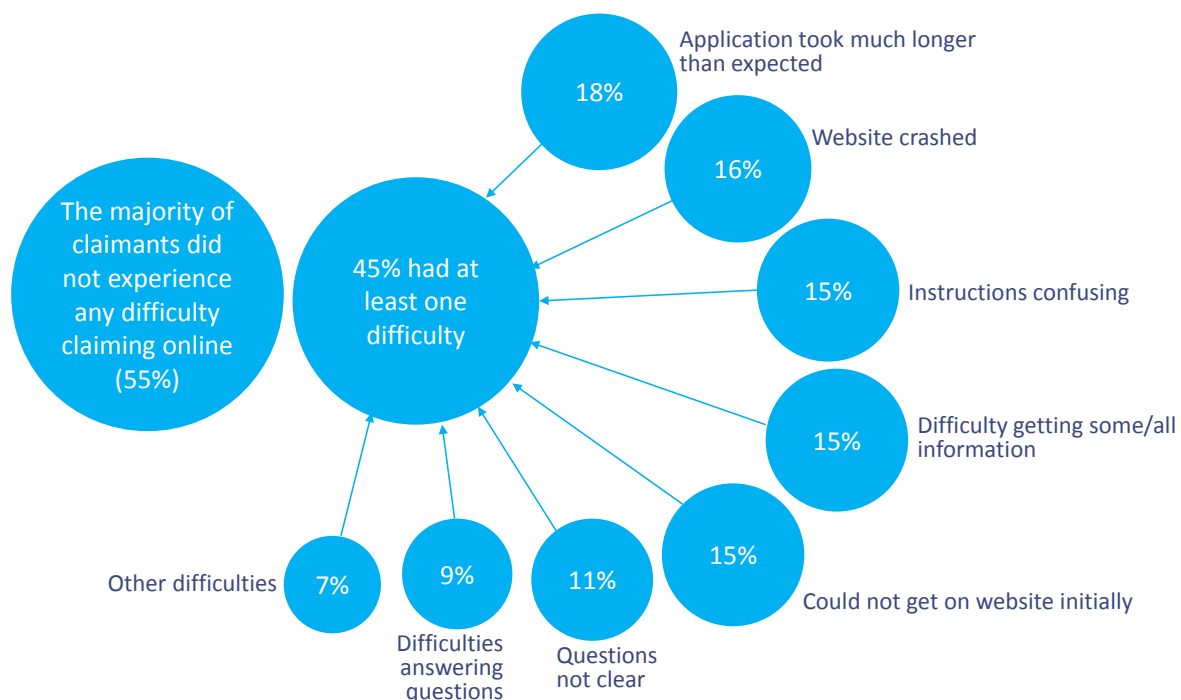 Application took much longer
than expected
18%
Website crashed
16%
The majority of
claimants did
not experience
any difficulty
claiming online
(55%)
45% had at
least one
difficulty
15%
Instructions confusing
15%
Difficulty getting some/all
information
15%
Could not get on website initially
Other difficulties
7%
9%
Difficulties
answering
questions
11%
Questions
not clear